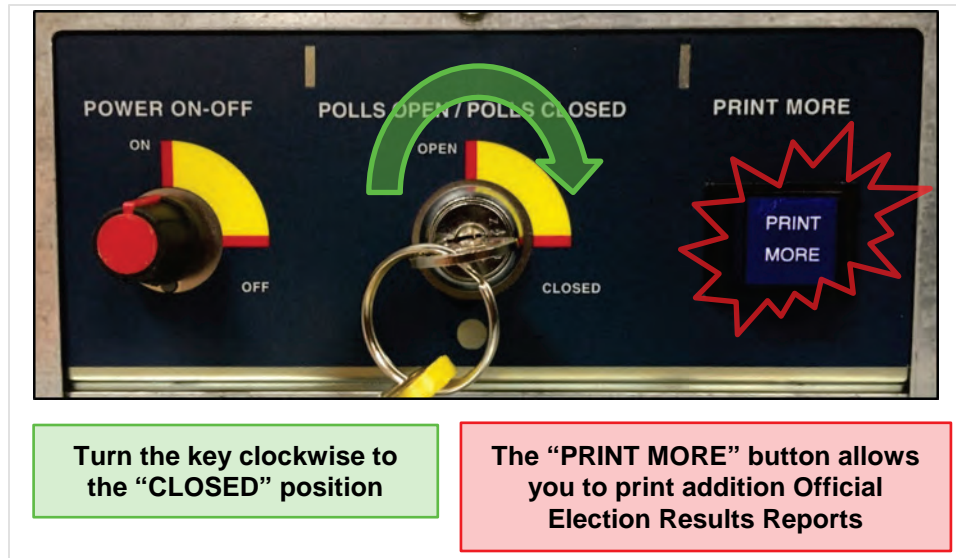 POWER ON-OFF
POLLS OPEN / POLLS CLOSED
PRINT MORE
ON
OFF
OPEN
CLOSED
PRINT
MORE
Turn the key clockwise to
the “CLOSED” position
The “PRINT MORE” button allows
you to print addition Official
Election Results Reports